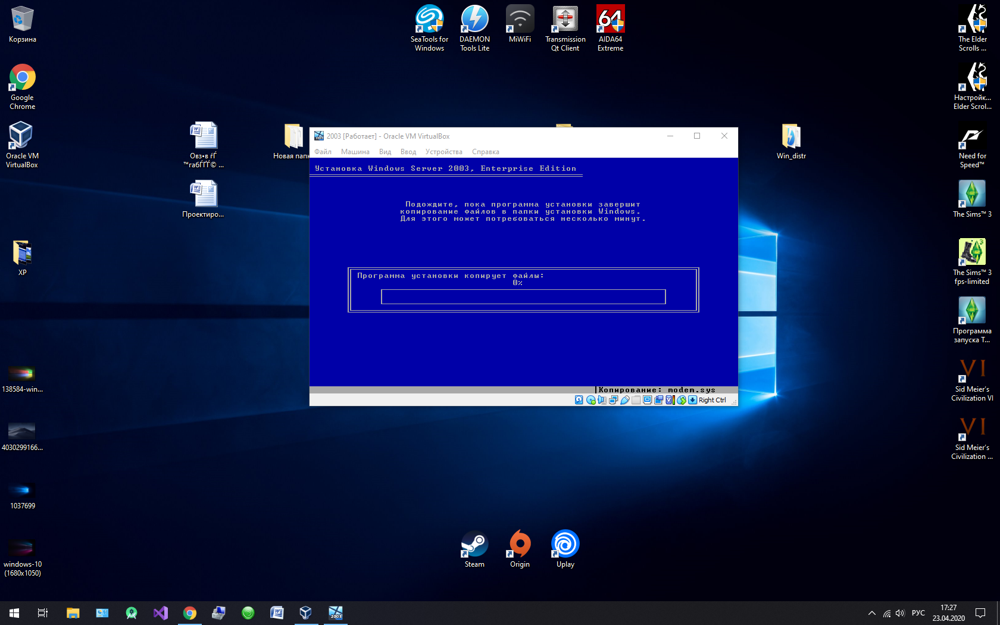 Корзина
Google
Chrome
Oracle VM
VirtualBox
XP
138584-win...
4030299166...
1037699
windows-10
(1680x1050)
Овз•в ѓЃ
™габЃЃЃ© ...
Проектиро...
Новая папк
SeaTools for
Windows
DAEMON
Tools Lite
MiWiFi
Transmission
Qt Client
64
AIDA64
Extreme
2003 [Работает] - Oracle VM VirtualBox
Файл Машина Вид Ввод Устройства Справка
Установка Windows Server 2003, Enterprise Edition
Подождите, пока программа установки завершит
копирование файлов в папки установки Windows.
Для этого может потребоваться несколько минут.
Программа установки копирует файлы:
0%
Копирование: modem.sys
Right Ctrl
Win_distr
The Elder
Scrolls ...
Настройк...
Elder Scrol...
Need for
Speed™
The Sims™ 3
The Sims™ 3
fps-limited
Программа
запуска T...
VI
Sid Meier's
Civilization VI
VI
Sid Meier's
Civilization ...
Steam
Origin
Uplay
2003
РУС
17:27
23.04.2020